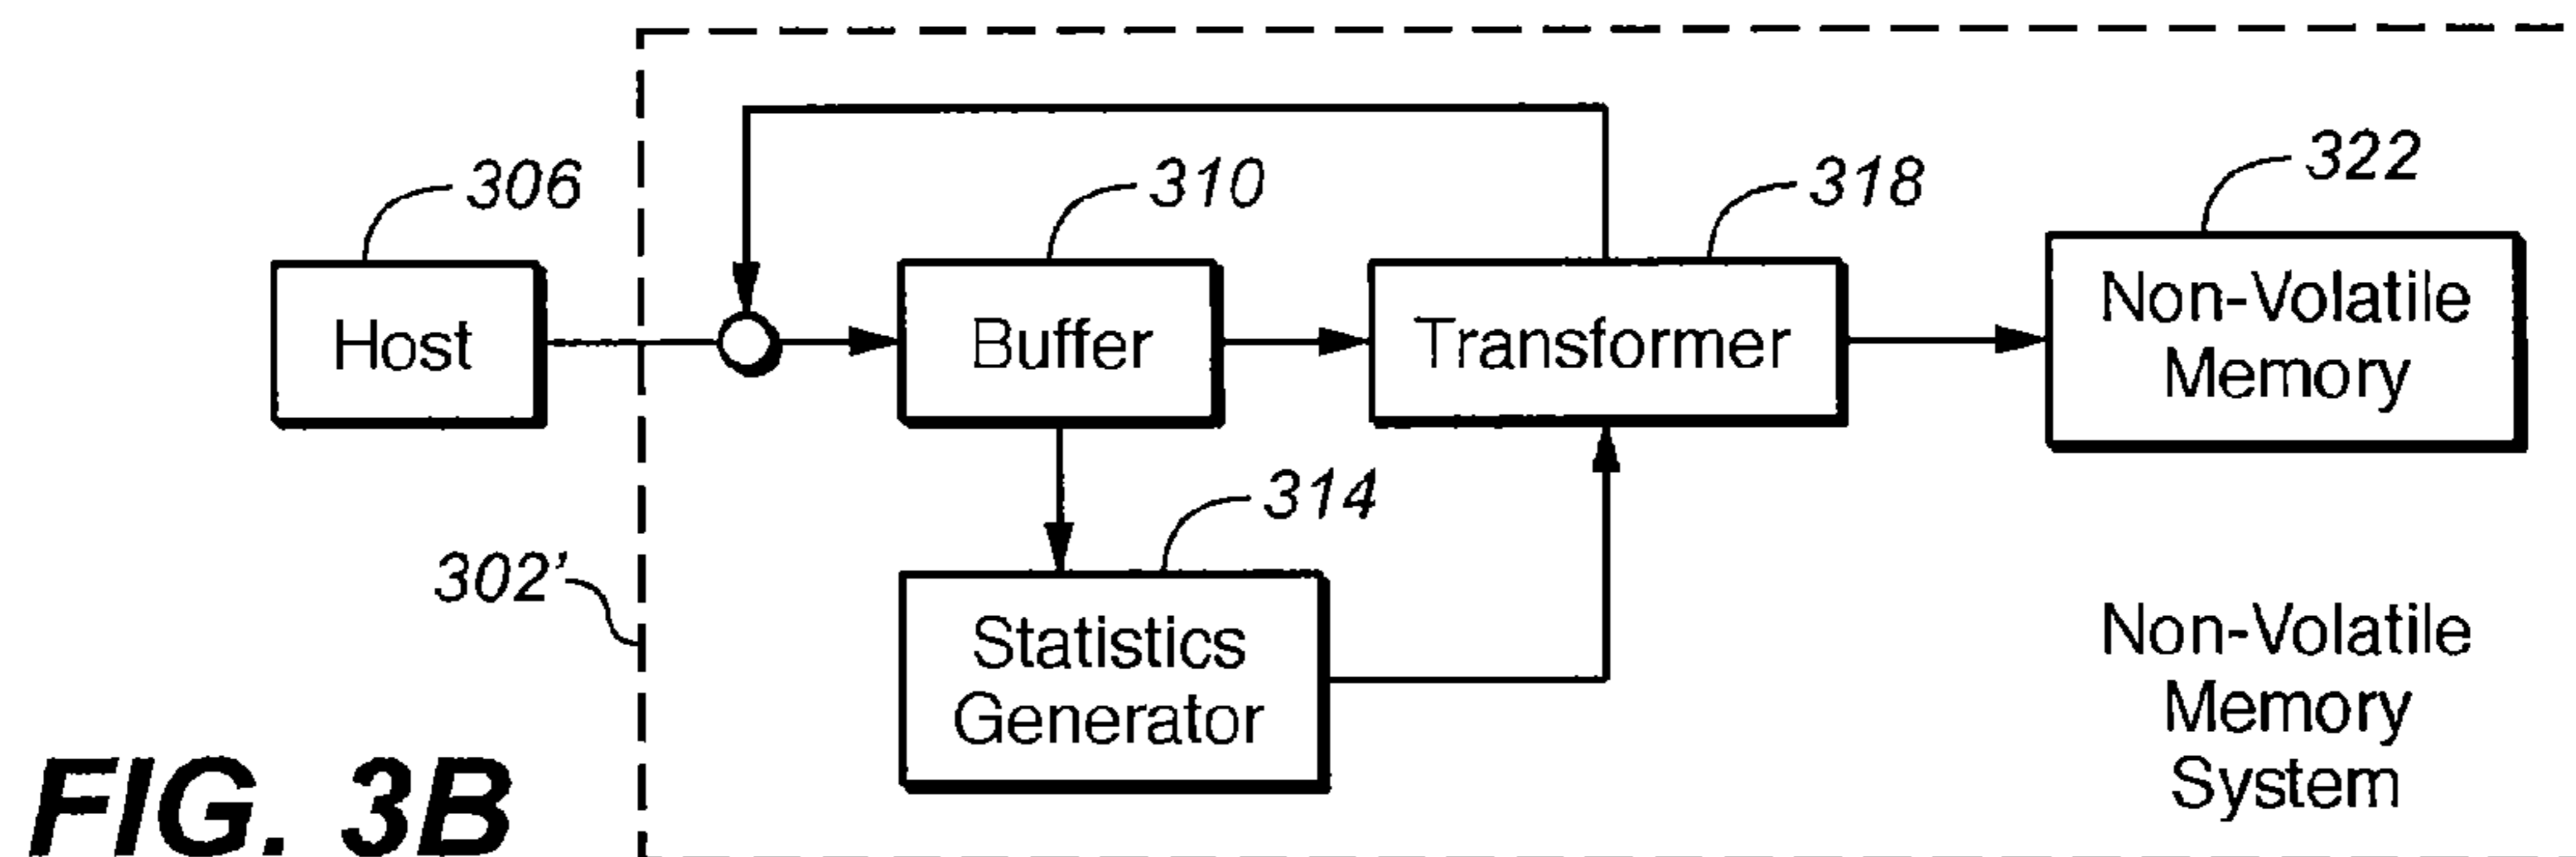 306
310
318
322
Host
Buffer
Transformer
Non-Volatile
Memory
314
302'
Statistics
Generator
Non-Volatile
Memory
System
FIG. 3B